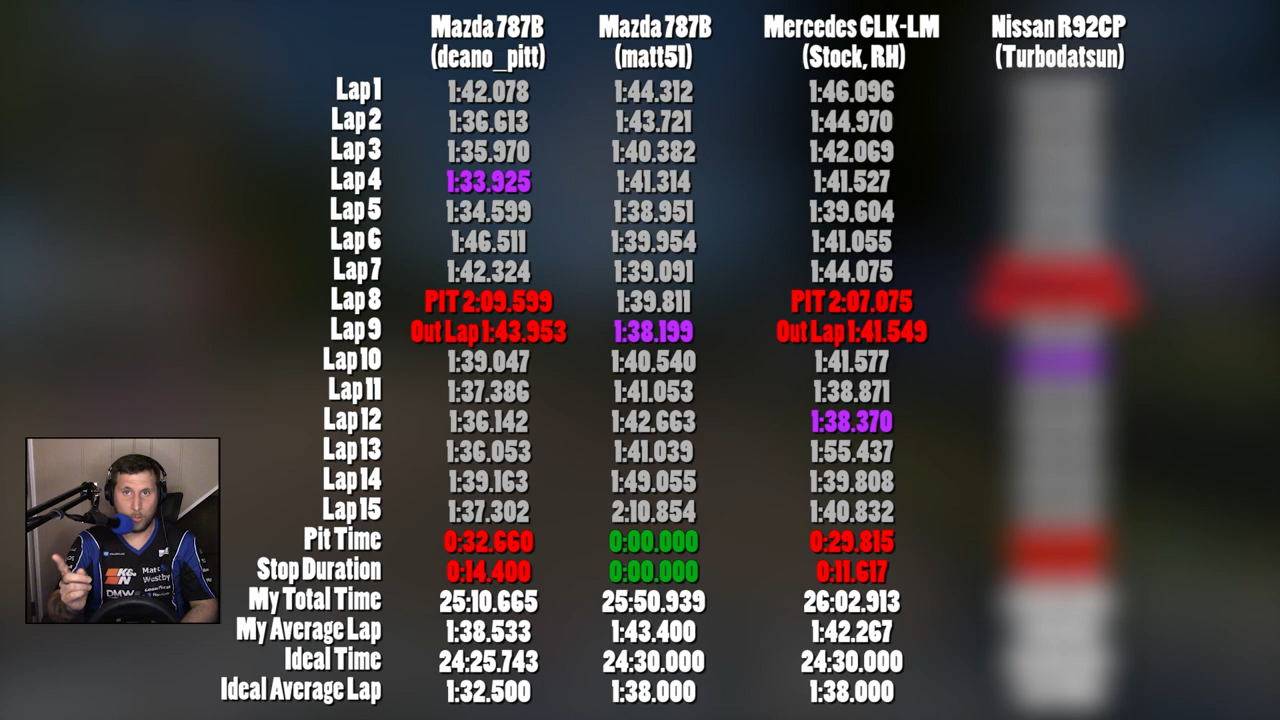 Mazda 787B Mazda 787B Mercedes CLK-LM Nissan R92CP
(deano_pitt) (matt51) (Stock, RH) (Turbodatsun)
Lap 1 1:42.078 1:44.312 1:46.096
Lap 2 1:36.613 1:43.721 1:44.970
Lap 3 1:35.970 1:40.382 1:42.069
Lap 4 1:33.925 1:41.314 1:41.527
Lap 5 1:34.599 1:38.951 1:39.604
Lap 6 1:46.511 1:39.954 1:41.055
Lap 7 1:42.324 1:39.091 1:44.075
Lap 8 PIT 2:09.599 1:39.811 PIT 2:07.075
Lap 9 Out Lap 1:43.953 1:38.199 Out Lap 1:41.549
Lap 10 1:39.047 1:40.540 1:41.577
Lap 11 1:37.386 1:41.053 1:38.871
Lap 12 1:36.142 1:42.663 1:38.370
Lap 13 1:36.053 1:41.039 1:55.437
Lap 14 1:39.163 1:49.055 1:39.808
Lap 15 1:37.302 2:10.854 1:40.832
Pit Time 0:32.660 0:00.000 0:29.815
Stop Duration 0:14.400 0:00.000 0:11.617
My Total Time 25:10.665 25:50.939 26:02.913
My Average Lap 1:38.533 1:43.400 1:42.267
Ideal Time 24:25.743 24:30.000 24:30.000
Ideal Average Lap 1:32.500 1:38.000 1:38.000
K&N
Matt
Westby
DMW